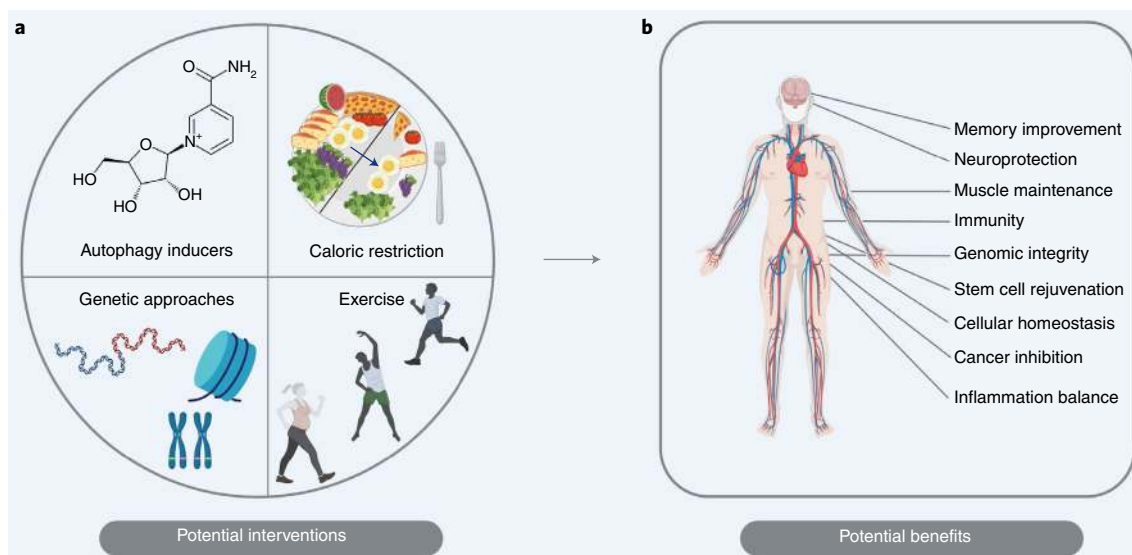 a
O
NH2
N+
O
HO
HO
OH
Autophagy inducers
Caloric restriction
Genetic approaches
Exercise
Potential interventions
b
Memory improvement
Neuroprotection
Muscle maintenance
Immunity
Genomic integrity
Stem cell rejuvenation
Cellular homeostasis
Cancer inhibition
Inflammation balance
Potential benefits